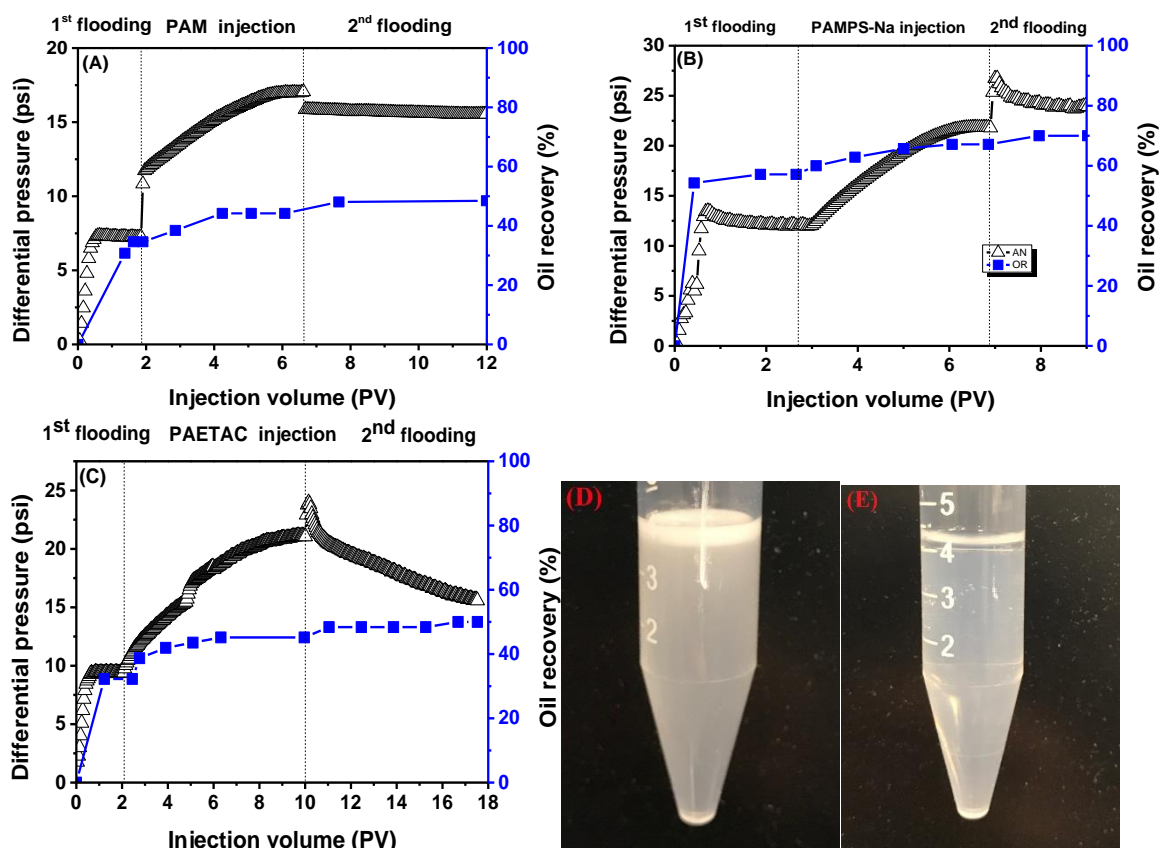 1st flooding PAM injection 2nd flooding
(A)
Differential pressure (psi)
20
15
10
5
0
0 2 4 6 8 10 12
Injection volume (PV)
100
80
60
40
20
0
Oil recovery (%)
1st flooding PAMPS-Na injection 2nd flooding
(B)
Differential pressure (psi)
30
25
20
15
10
5
0
0 2 4 6 8
Injection volume (PV)
AN
OR
100
80
60
40
20
0
Oil recovery (%)
1st flooding PAETAC injection 2nd flooding
(C)
Differential pressure (psi)
25
20
15
10
5
0
0 2 4 6 8 10 12 14 16 18
Injection volume (PV)
100
80
60
40
20
0
Oil recovery (%)
(D)
3
2
(E)
5
4
3
2